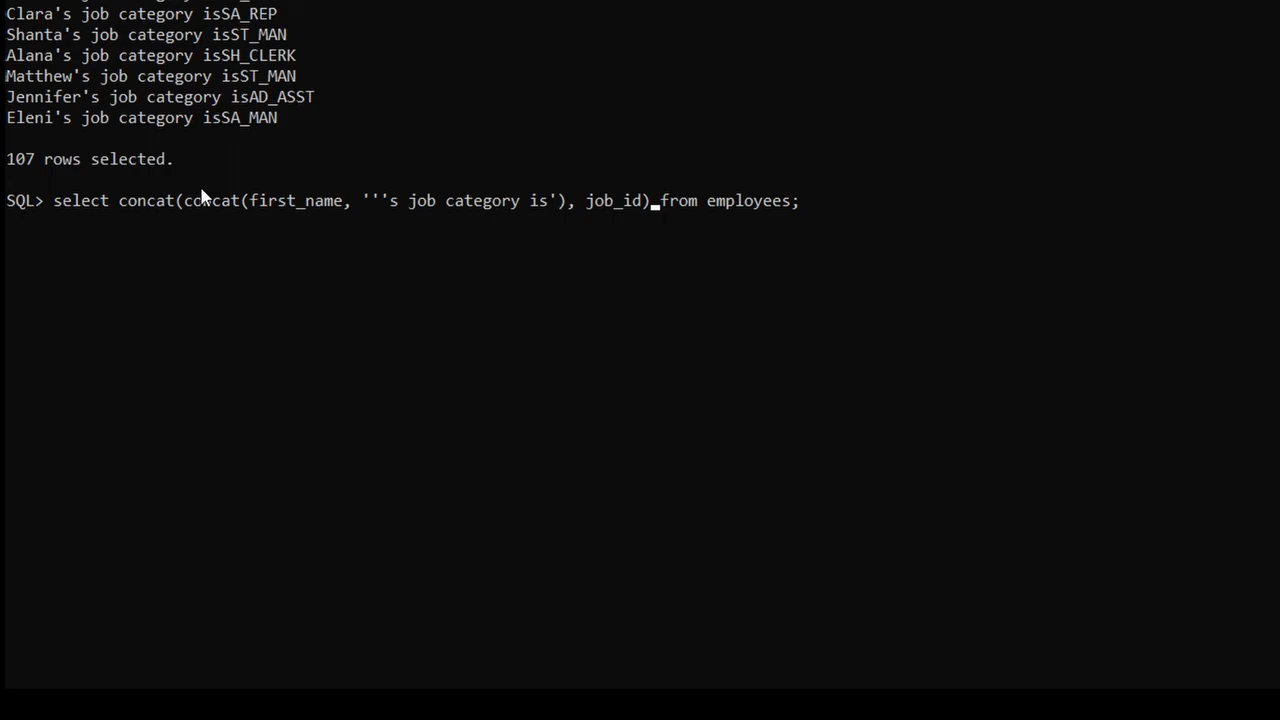 Clara's job category isSA_REP
Shanta's job category isST_MAN
Alana's job category isSH_CLERK
Matthew's job category isST_MAN
Jennifer's job category isAD_ASST
Eleni's job category isSA_MAN
107 rows selected.
SQL> select concat(concat(first_name, '''s job category is'), job_id) from employees;